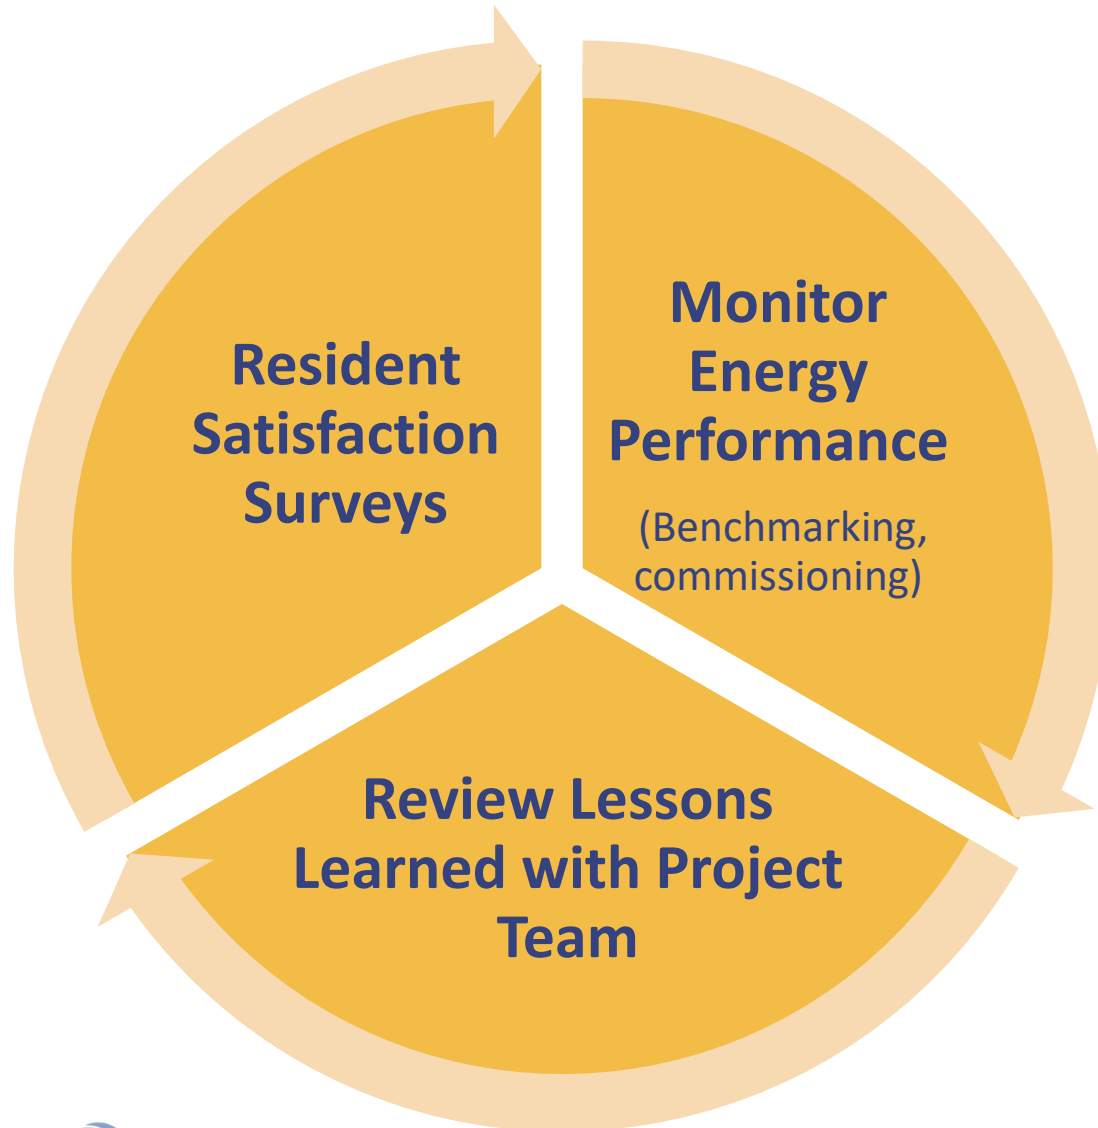 Monitor
Energy
Performance
(Benchmarking,
commissioning)
Review Lessons
Learned with Project
Team
Resident
Satisfaction
Surveys